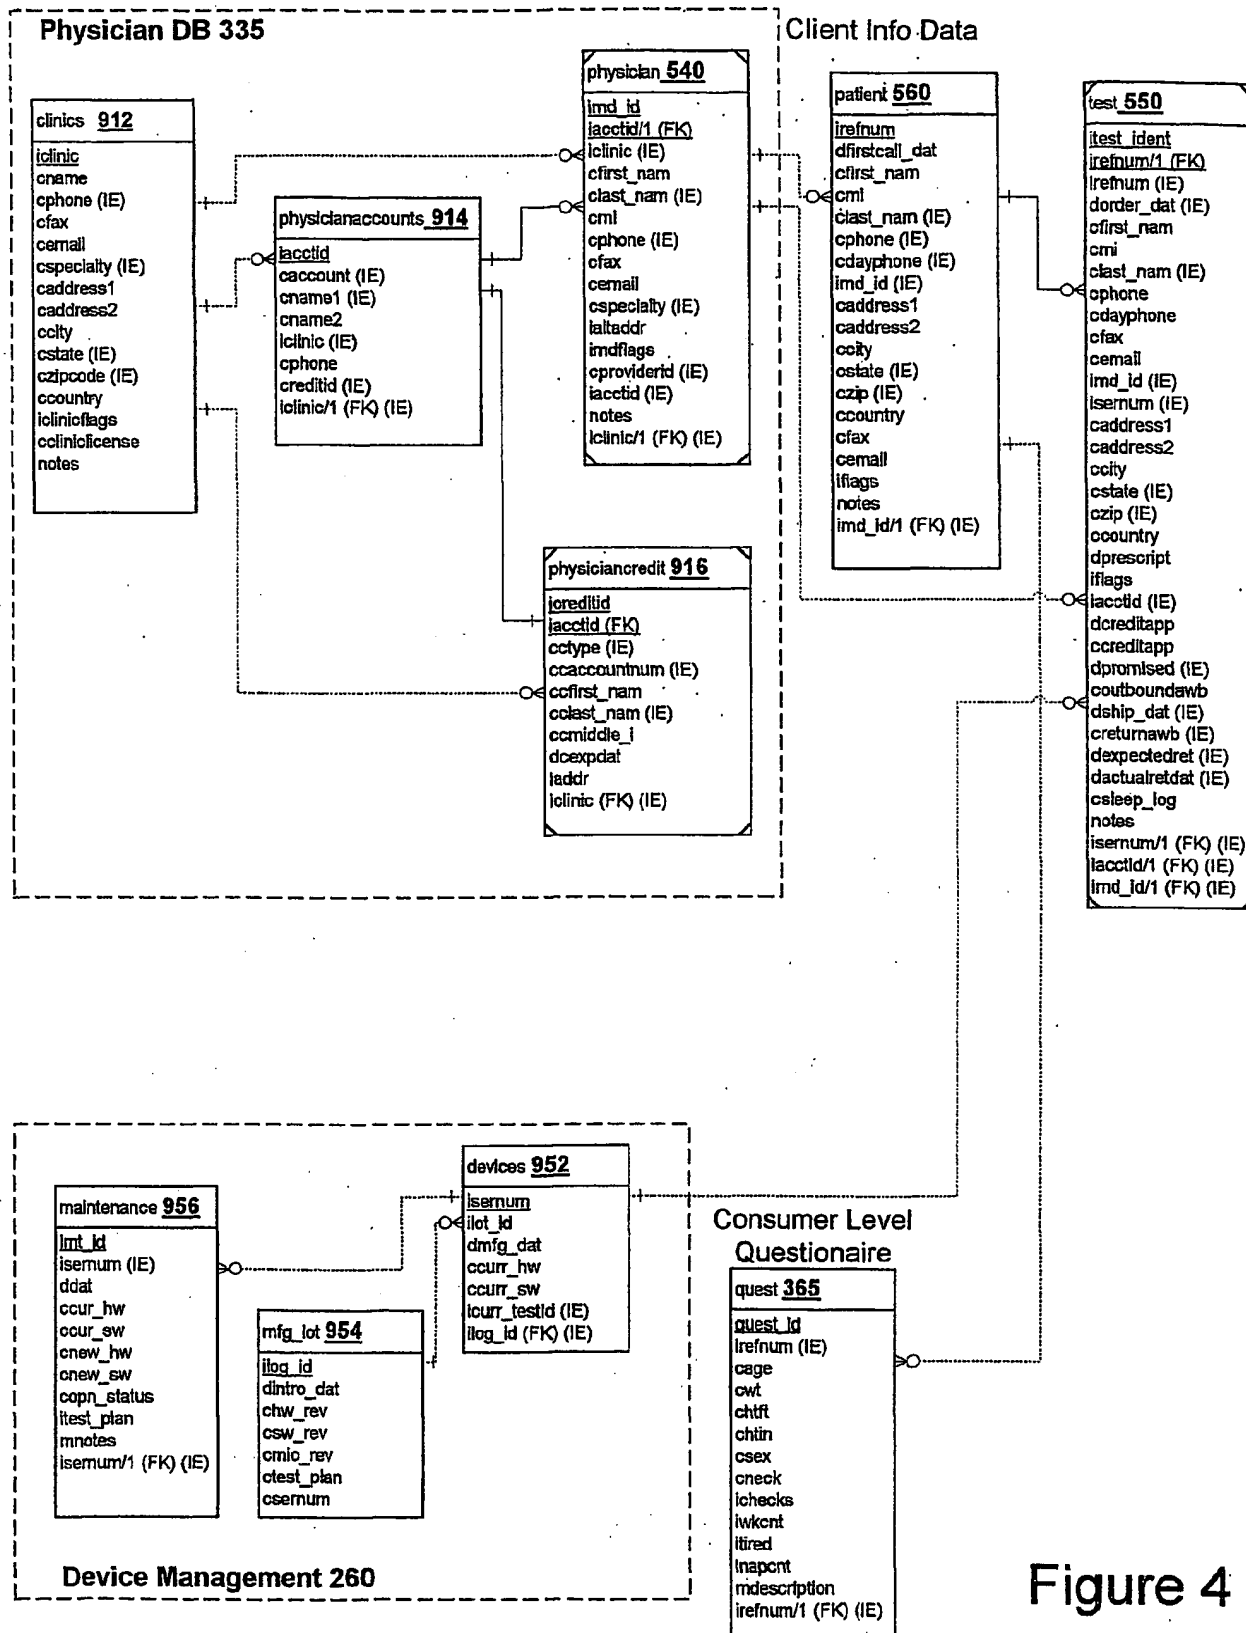 Physician DB 335
Client Info Data
clinics 912
iclinic
cname
cphone (IE)
cfax
cemail
cspecialty (IE)
caddress1
caddress2
ccity
cstate (IE)
czipcode (IE)
ccountry
iclinicflags
ccliniclicense
notes
physicianaccounts 914
iacctid
caccount (IE)
cname1 (IE)
cname2
iclinic (IE)
cphone
creditid (IE)
iclinic/1 (FK) (IE)
physician 540
imd_id
iacctid/1 (FK)
iclinic (IE)
cfirst_nam
clast_nam (IE)
cmi
cphone (IE)
cfax
cemail
cspecialty (IE)
ialtaddr
imdflags
cproviderid (IE)
iacctid (IE)
notes
iclinic/1 (FK) (IE)
physiciancredit 916
icreditid
iacctid (FK)
cctype (IE)
ccaccountnum (IE)
ccfirst_nam
cclast_nam (IE)
ccmiddle_i
dcexpdat
iaddr
iclinic (FK) (IE)
patient 560
irefnum
dfirstcall_dat
cfirst_nam
cmi
clast_nam (IE)
cphone (IE)
cdayphone (IE)
imd_id (IE)
caddress1
caddress2
ccity
cstate (IE)
czip (IE)
ccountry
cfax
cemail
iflags
notes
imd_id/1 (FK) (IE)
test 550
itest_ident
irefnum/1 (FK)
irefnum (IE)
dorder_dat (IE)
cfirst_nam
cmi
clast_nam (IE)
cphone
cdayphone
cfax
cemail
imd_id (IE)
isernum (IE)
caddress1
caddress2
ccity
cstate (IE)
czip (IE)
ccountry
dprescript
iflags
iacctid (IE)
dcreditapp
ccreditapp
dpromised (IE)
coutboundawb
dship_dat (IE)
creturnawb (IE)
dexpectedret (IE)
dactualretdat (IE)
csleep_log
notes
isernum/1 (FK) (IE)
iacctid/1 (FK) (IE)
imd_id/1 (FK) (IE)
maintenance 956
imt_id
isernum (IE)
ddat
ccur_hw
ccur_sw
cnew_hw
cnew_sw
copn_status
itest_plan
mnotes
isernum/1 (FK) (IE)
mfg_lot 954
ilog_id
dintro_dat
chw_rev
csw_rev
cmic_rev
ctest_plan
csernum
devices 952
isernum
ilot_id
dmfg_dat
ccurr_hw
ccurr_sw
icurr_testid (IE)
ilog_id (FK) (IE)
Device Management 260
Consumer Level
Questionaire
quest 365
quest_id
irefnum (IE)
cage
cwt
chtft
chtin
csex
cneck
ichecks
iwkcnt
itired
inapcnt
mdescription
irefnum/1 (FK) (IE)
Figure 4